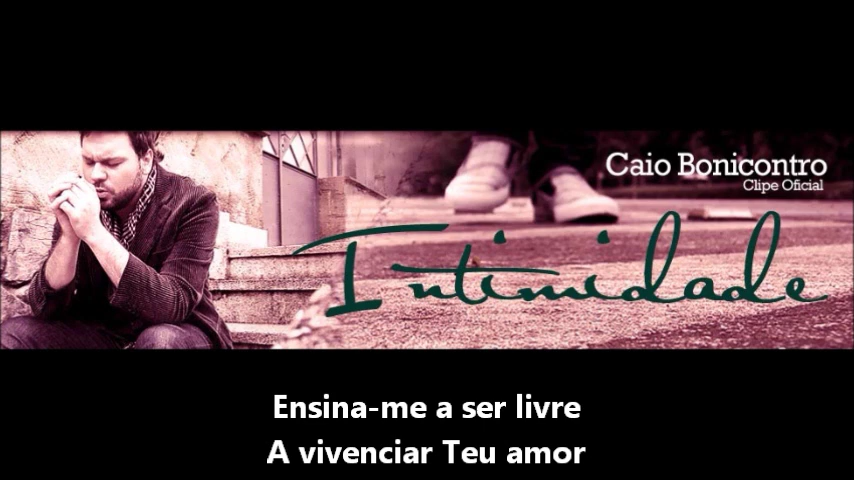 Caio Bonicontro
Clipe Oficial
Intimidade
Ensina-me a ser livre
A vivenciar Teu amor